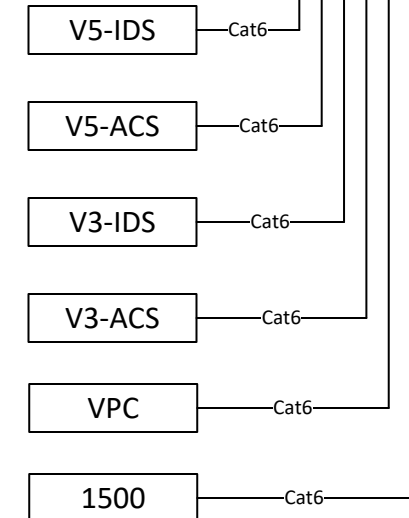 V5-IDS Cat6
V5-ACS Cat6
V3-IDS Cat6
V3-ACS Cat6
VPC Cat6
1500 Cat6